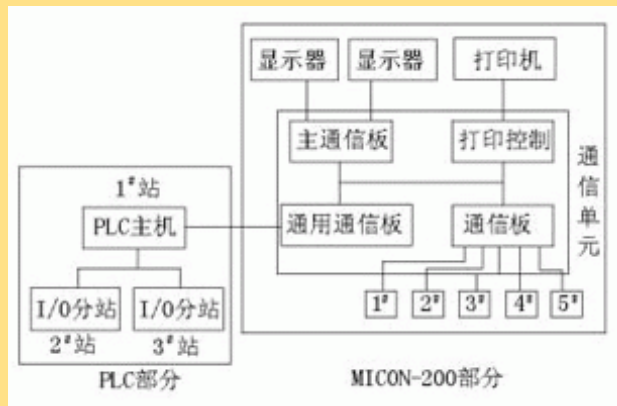 显示器
显示器
打印机
主通信板
打印控制
通信单元
1#站
PLC主机
通用通信板
通信板
I/O分站
I/O分站
1#
2#
3#
4#
5#
2#站
3#站
PLC部分
MICON-200部分